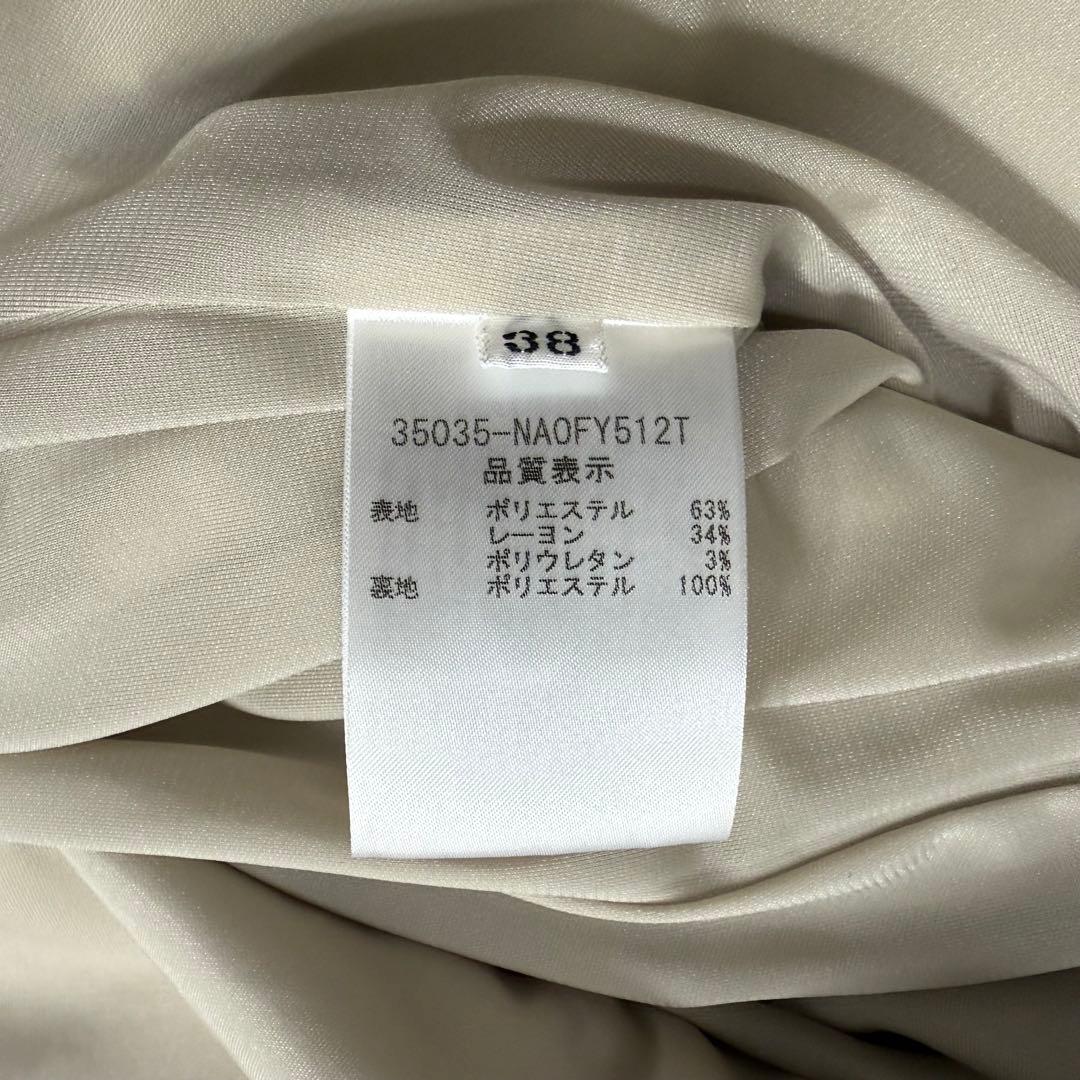 38
35035-NAOFY512T
品質表示
表地 ポリエステル 63%
レーヨン 34%
ポリウレタン 3%
裏地 ポリエステル 100%